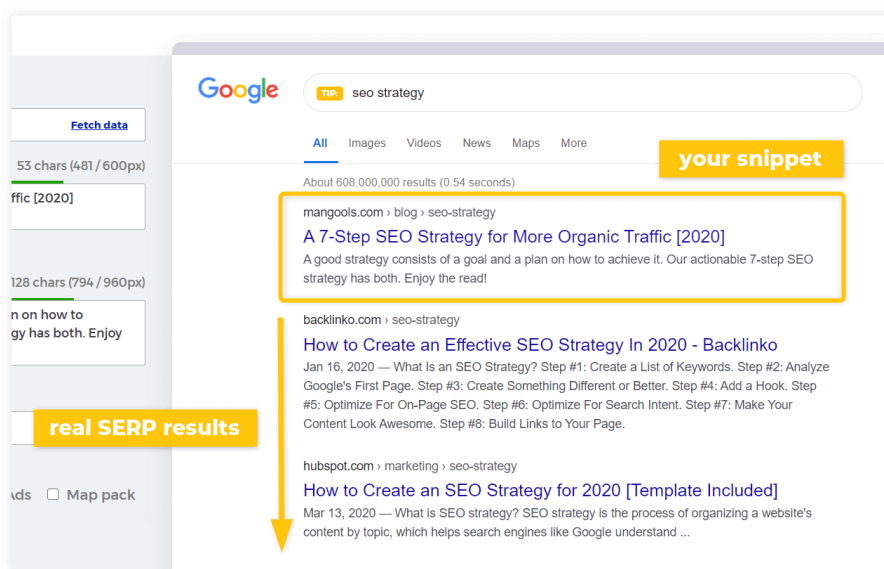 Google
TIP: seo strategy
Fetch data
All Images Videos News Maps More
your snippet
53 chars (481 / 600px)
About 608,000,000 results (0.54 seconds)
ffic [2020]
mangools.com › blog › seo-strategy
A 7-Step SEO Strategy for More Organic Traffic [2020]
A good strategy consists of a goal and a plan on how to achieve it. Our actionable 7-step SEO
strategy has both. Enjoy the read!
128 chars (794 / 960px)
n on how to
gy has both. Enjoy
backlinko.com › seo-strategy
How to Create an Effective SEO Strategy In 2020 - Backlinko
Jan 16, 2020 — What Is an SEO Strategy? Step #1: Create a List of Keywords. Step #2: Analyze
Google's First Page. Step #3: Create Something Different or Better. Step #4: Add a Hook. Step
#5: Optimize For On-Page SEO. Step #6: Optimize For Search Intent. Step #7: Make Your
Content Look Awesome. Step #8: Build Links to Your Page.
real SERP results
hubspot.com › marketing › seo-strategy
How to Create an SEO Strategy for 2020 [Template Included]
Mar 13, 2020 — What is SEO strategy? SEO strategy is the process of organizing a website's
content by topic, which helps search engines like Google understand ...
Map pack